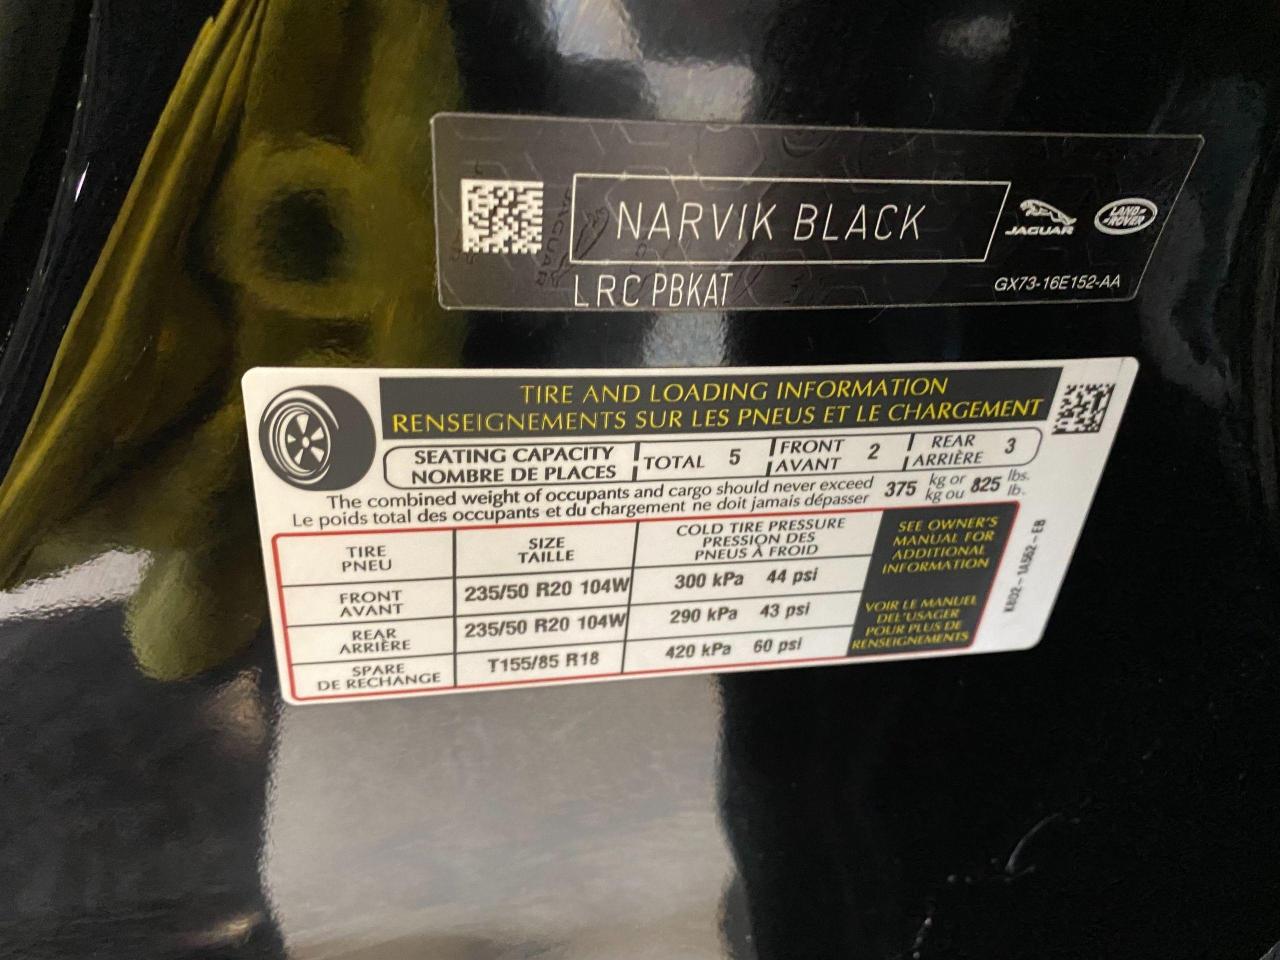 NARVIK BLACK
JAGUAR
LAND-
-ROVER
LRC PBKAT
GX73-16E152-AA
TIRE AND LOADING INFORMATION
RENSEIGNEMENTS SUR LES PNEUS ET LE CHARGEMENT
SEATING CAPACITY
NOMBRE DE PLACES
TOTAL 5
FRONT
AVANT
2
REAR
ARRIÈRE
3
The combined weight of occupants and cargo should never exceed
Le poids total des occupants et du chargement ne doit jamais dépasser
375
kg or
kg ou
825
lbs.
lb.
TIRE
PNEU
SIZE
TAILLE
COLD TIRE PRESSURE
PRESSION DES
PNEUS À FROID
FRONT
AVANT
235/50 R20 104W
300 kPa 44 psi
REAR
ARRIÈRE
235/50 R20 104W
290 kPa 43 psi
SPARE
DE RECHANGE
T155/85 R18
420 kPa 60 psi
SEE OWNER'S
MANUAL FOR
ADDITIONAL
INFORMATION
VOIR LE MANUEL
DEL'USAGER
POUR PLUS DE
RENSEIGNEMENTS